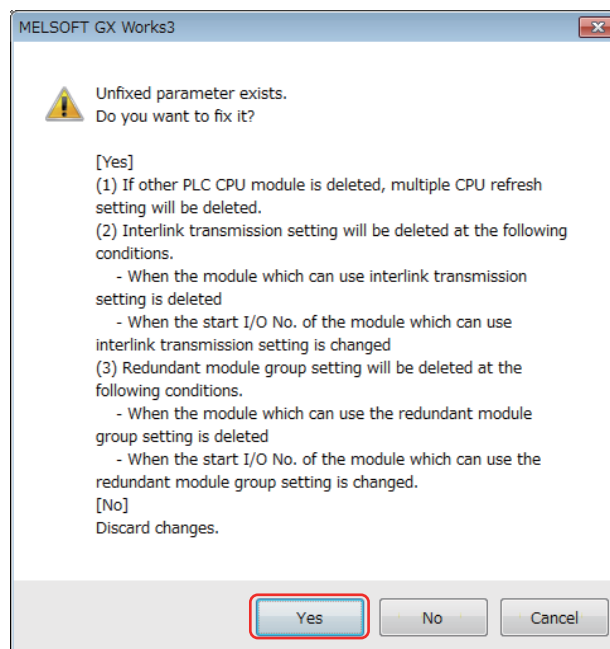 MELSOFT GX Works3
Unfixed parameter exists.
Do you want to fix it?
[Yes]
(1) If other PLC CPU module is deleted, multiple CPU refresh
setting will be deleted.
(2) Interlink transmission setting will be deleted at the following
conditions.
- When the module which can use interlink transmission
setting is deleted
- When the start I/O No. of the module which can use
interlink transmission setting is changed
(3) Redundant module group setting will be deleted at the
following conditions.
- When the module which can use the redundant module
group setting is deleted
- When the start I/O No. of the module which can use the
redundant module group setting is changed.
[No]
Discard changes.
Yes No Cancel